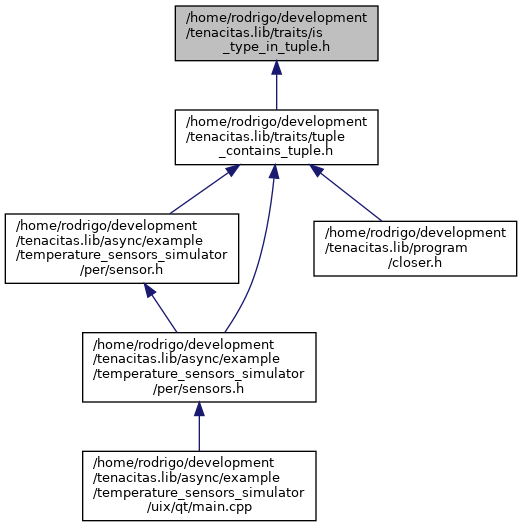 /home/rodrigo/development
/tenacitas.lib/traits/is
_type_in_tuple.h
/home/rodrigo/development
/tenacitas.lib/traits/tuple
_contains_tuple.h
/home/rodrigo/development
/tenacitas.lib/async/example
/temperature_sensors_simulator
/per/sensor.h
/home/rodrigo/development
/tenacitas.lib/program
/closer.h
/home/rodrigo/development
/tenacitas.lib/async/example
/temperature_sensors_simulator
/per/sensors.h
/home/rodrigo/development
/tenacitas.lib/async/example
/temperature_sensors_simulator
/uix/qt/main.cpp